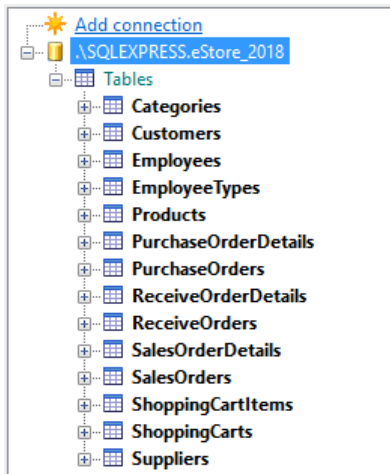 Add connection
.\SQLEXPRESS.eStore_2018
Tables
Categories
Customers
Employees
EmployeeTypes
Products
PurchaseOrderDetails
PurchaseOrders
ReceiveOrderDetails
ReceiveOrders
SalesOrderDetails
SalesOrders
ShoppingCartItems
ShoppingCarts
Suppliers